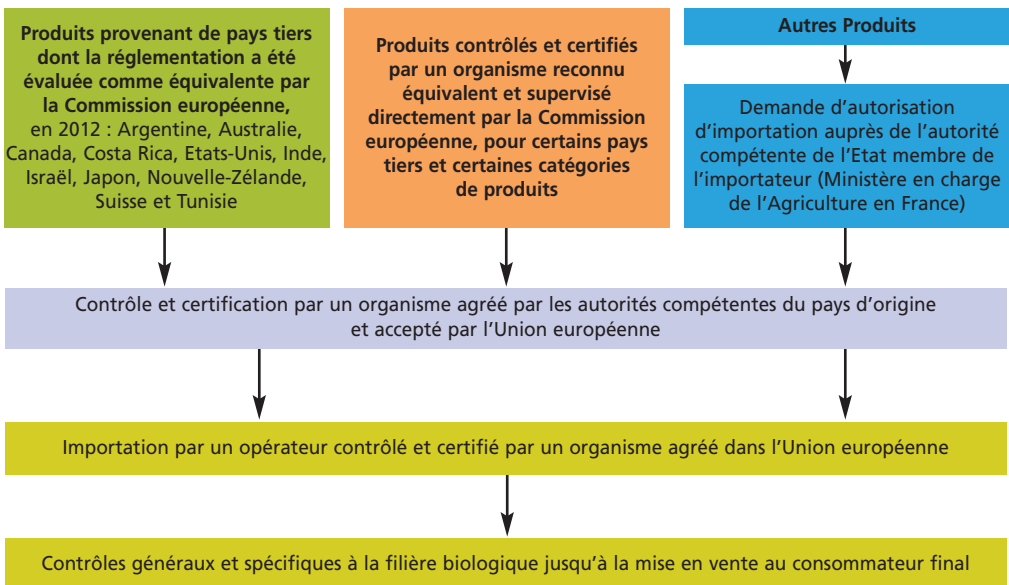 Produits provenant de pays tiers
dont la réglementation a été
évaluée comme équivalente par
la Commission européenne,
en 2012 : Argentine, Australie,
Canada, Costa Rica, Etats-Unis, Inde,
Israël, Japon, Nouvelle-Zélande,
Suisse et Tunisie
Produits contrôlés et certifiés
par un organisme reconnu
équivalent et supervisé
directement par la Commission
européenne, pour certains pays
tiers et certaines catégories
de produits
Autres Produits
Demande d'autorisation
d'importation auprès de l'autorité
compétente de l'Etat membre de
l'importateur (Ministère en charge
de l'Agriculture en France)
Contrôle et certification par un organisme agréé par les autorités compétentes du pays d'origine
et accepté par l'Union européenne
Importation par un opérateur contrôlé et certifié par un organisme agréé dans l'Union européenne
Contrôles généraux et spécifiques à la filière biologique jusqu'à la mise en vente au consommateur final